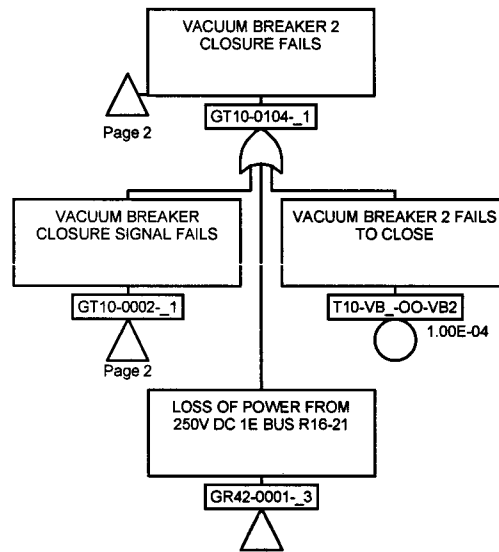 VACUUM BREAKER 2
CLOSURE FAILS
Page 2
GT10-0104-_1
VACUUM BREAKER
CLOSURE SIGNAL FAILS
VACUUM BREAKER 2 FAILS
TO CLOSE
GT10-0002-_1
T10-VB_-OO-VB2
Page 2
1.00E-04
LOSS OF POWER FROM
250V DC 1E BUS R16-21
GR42-0001-_3